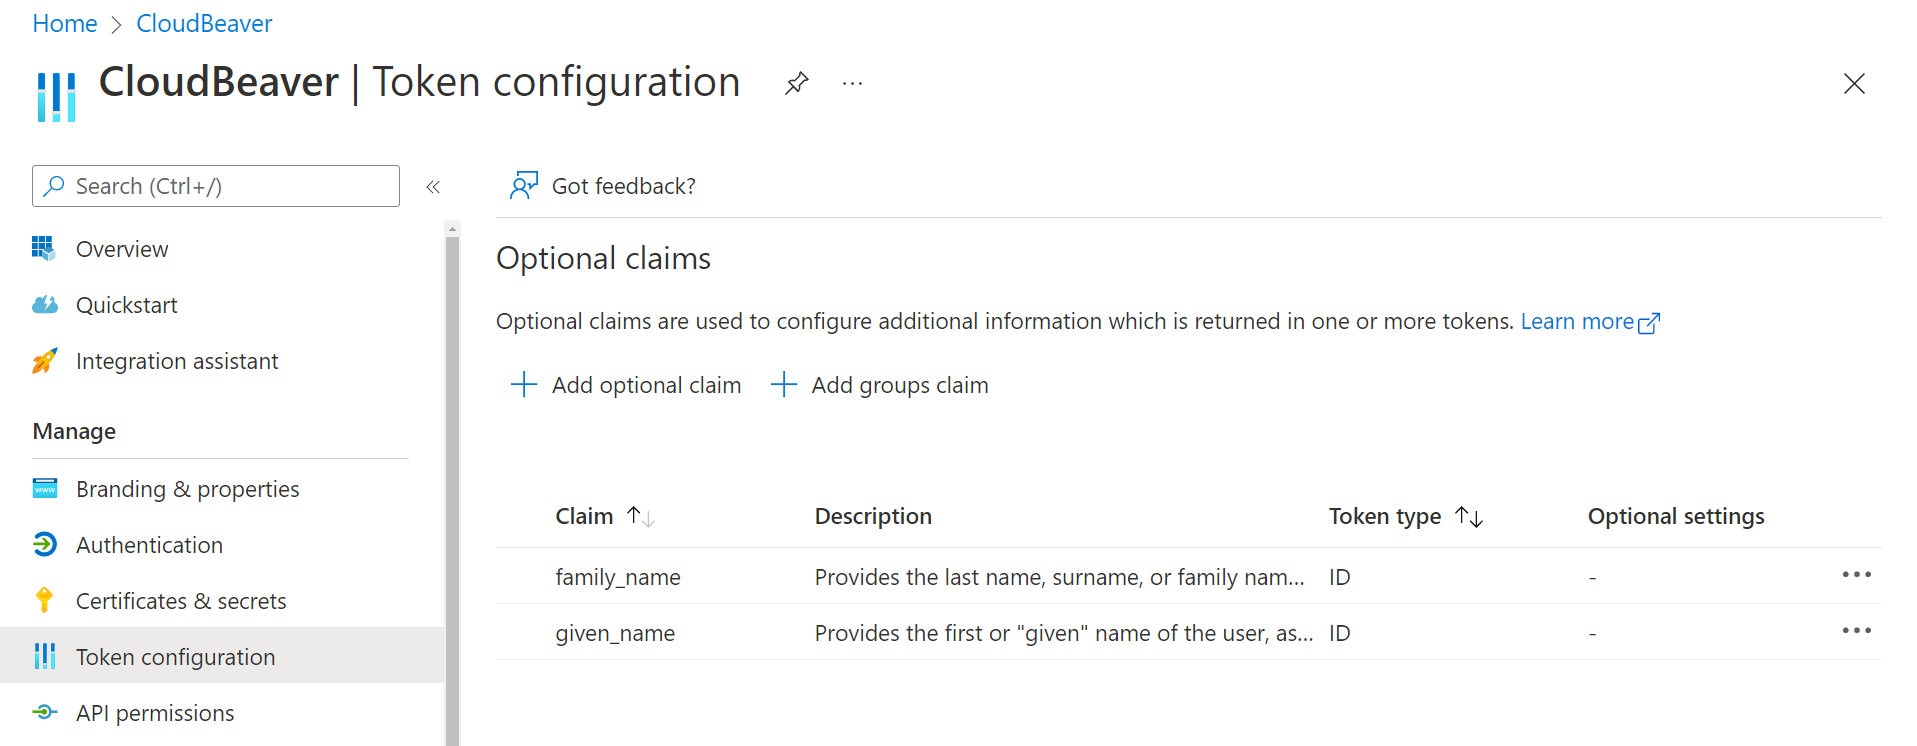 Home > CloudBeaver
CloudBeaver | Token configuration
Search (Ctrl+/)
Got feedback?
Overview
Quickstart
Integration assistant
Manage
Branding & properties
Authentication
Certificates & secrets
Token configuration
API permissions
Optional claims
Optional claims are used to configure additional information which is returned in one or more tokens. Learn more
Add optional claim Add groups claim
Claim Description Token type Optional settings
family_name Provides the last name, surname, or family nam... ID -
given_name Provides the first or "given" name of the user, as... ID -